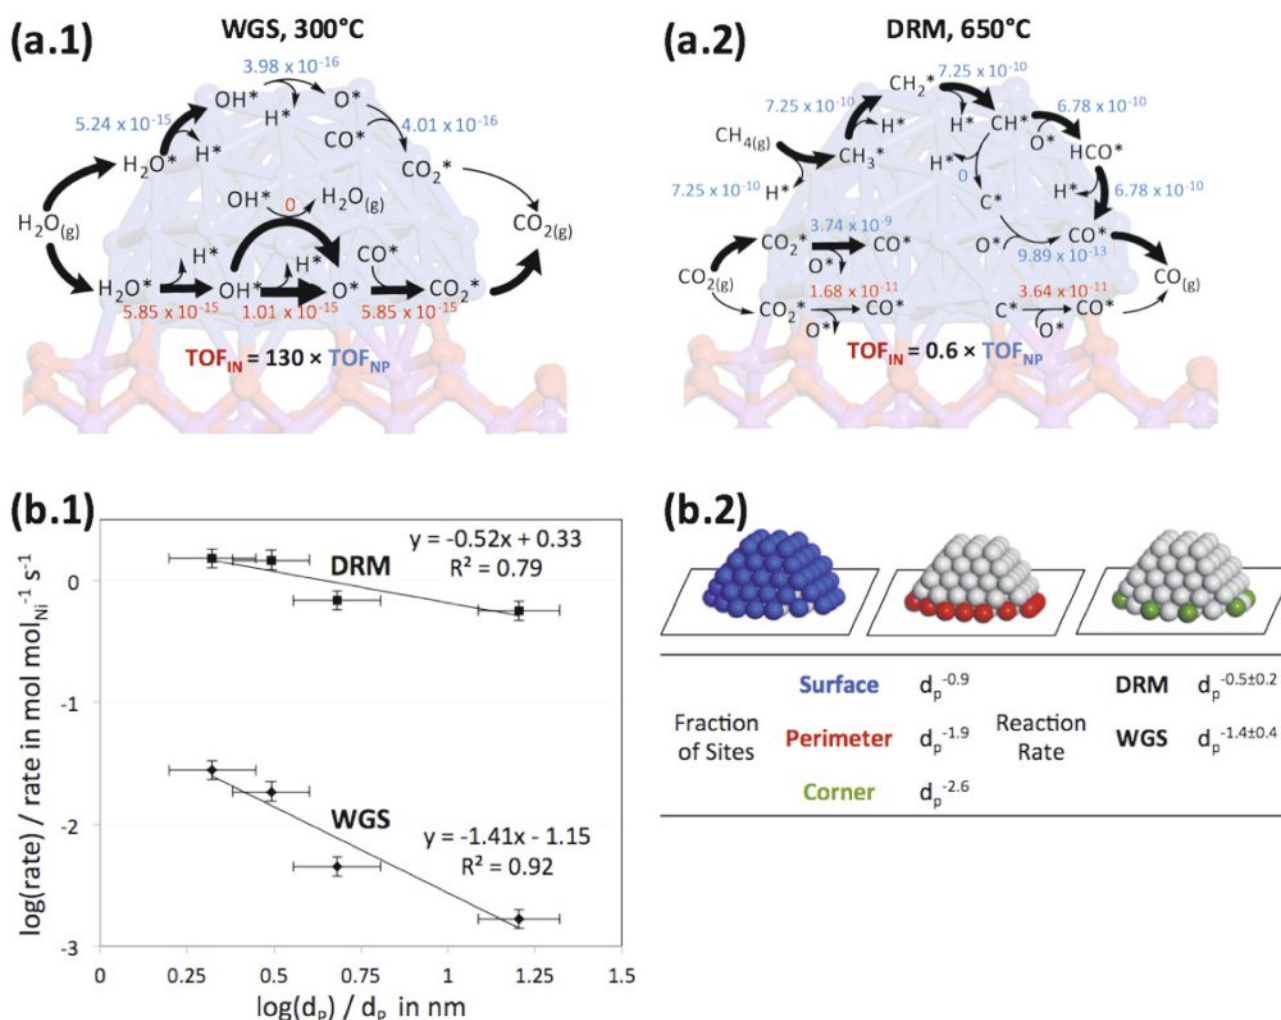 (a.1)
WGS, 300°C
3.98 x 10⁻¹⁶
OH* H* O*
5.24 x 10⁻¹⁵
H* CO* 4.01 x 10⁻¹⁶
H₂O* CO₂*
OH* 0 H₂O(g)
H₂O(g) CO₂(g)
H* H* CO*
H₂O* OH* O* CO₂*
5.85 x 10⁻¹⁵ 1.01 x 10⁻¹⁵ 5.85 x 10⁻¹⁵
TOF_IN = 130 × TOF_NP
(a.2)
DRM, 650°C
7.25 x 10⁻¹⁰
CH₂*
7.25 x 10⁻¹⁰ 6.78 x 10⁻¹⁰
H* H* CH* O*
CH₄(g) CH₃* H* HCO*
0
7.25 x 10⁻¹⁰ H* H* 6.78 x 10⁻¹⁰
C*
3.74 x 10⁻⁹
CO₂* CO* O* CO*
O* 9.89 x 10⁻¹³
CO₂(g) CO(g)
1.68 x 10⁻¹¹ 3.64 x 10⁻¹¹
CO₂* CO* C* CO*
O* O*
TOF_IN = 0.6 × TOF_NP
(b.1)
log(rate) / rate in mol mol_Ni⁻¹ s⁻¹
0
-1
-2
-3
y = -0.52x + 0.33
R² = 0.79
DRM
WGS
y = -1.41x - 1.15
R² = 0.92
0 0.25 0.5 0.75 1 1.25 1.5
log(dₚ) / dₚ in nm
(b.2)
Surface dₚ^-0.9 DRM dₚ^-0.5±0.2
Fraction of Sites Perimeter dₚ^-1.9 Reaction Rate WGS dₚ^-1.4±0.4
Corner dₚ^-2.6